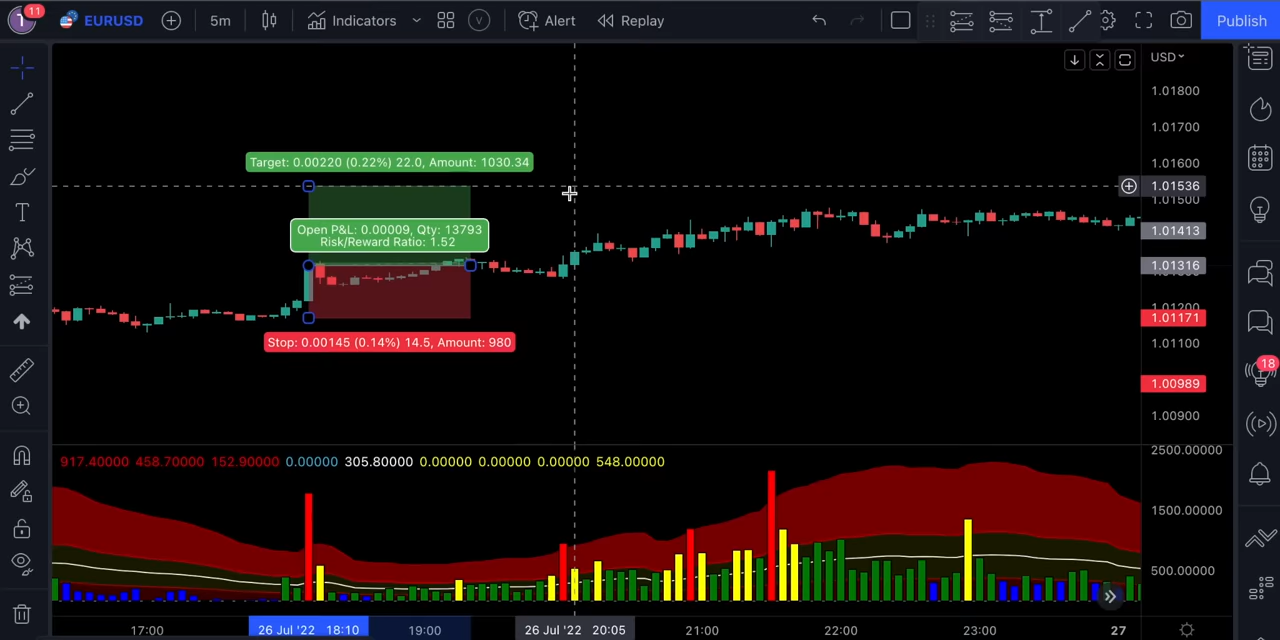 11
1 EURUSD 5m Indicators V Alert Replay Publish
USD
1.01800
1.01700
Target: 0.00220 (0.22%) 22.0, Amount: 1030.34
1.01600
1.01536
1.01500
Open P&L: 0.00009, Qty: 13793
Risk/Reward Ratio: 1.52
1.01413
1.01316
1.01200
1.01171
Stop: 0.00145 (0.14%) 14.5, Amount: 980
1.01100
18
1.00989
1.00900
917.40000 458.70000 152.90000 0.00000 305.80000 0.00000 0.00000 0.00000 548.00000
2500.00000
1500.00000
500.00000
17:00 26 Jul '22 18:10 19:00 26 Jul '22 20:05 21:00 22:00 23:00 27